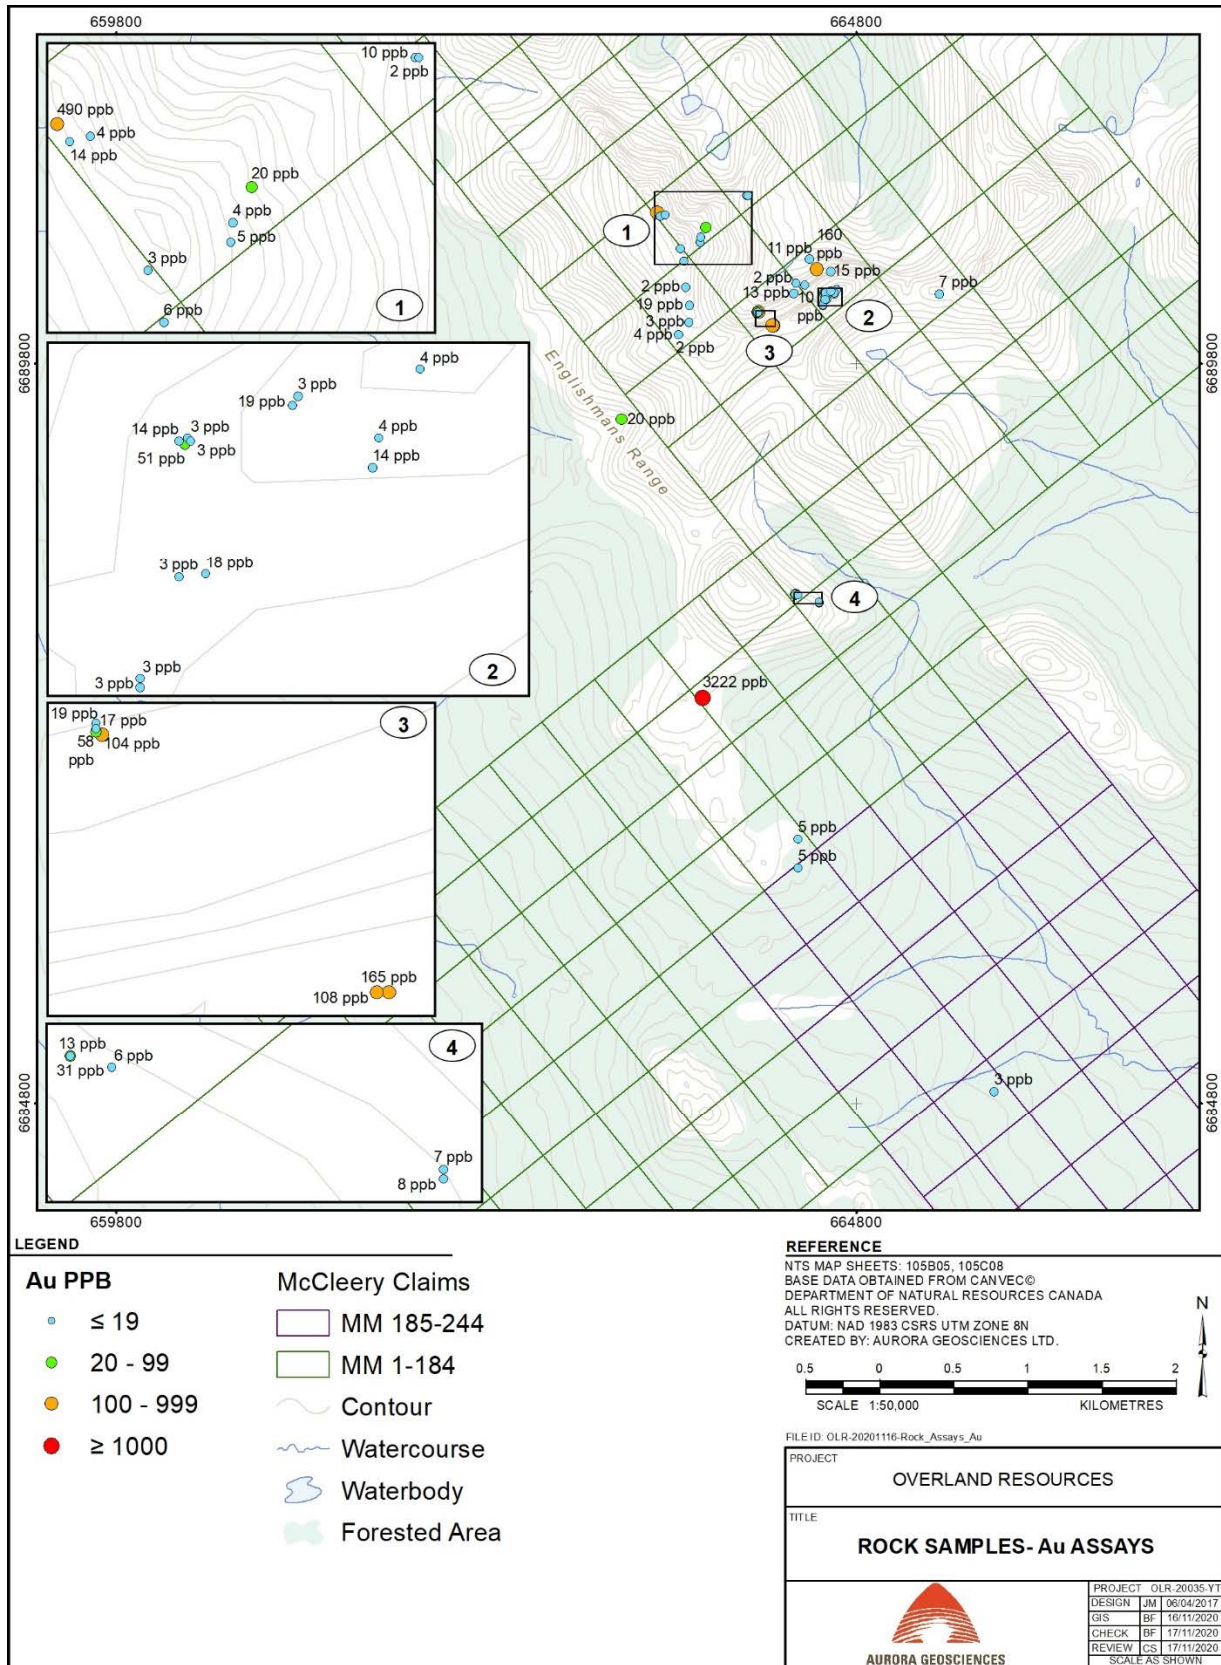 659800
664800
10 ppb
2 ppb
490 ppb
4 ppb
14 ppb
20 ppb
4 ppb
5 ppb
3 ppb
6 ppb
1
4 ppb
3 ppb
19 ppb
14 ppb
3 ppb
51 ppb
3 ppb
4 ppb
14 ppb
3 ppb
18 ppb
3 ppb
3 ppb
2
19 ppb
17 ppb
58
ppb
104 ppb
3
165 ppb
108 ppb
13 ppb
31 ppb
6 ppb
4
7 ppb
8 ppb
1
160
ppb
11 ppb
15 ppb
2 ppb
13 ppb
10
ppb
2
7 ppb
2 ppb
19 ppb
3 ppb
4 ppb
2 ppb
3
6689800
6689800
Englishmans Range
20 ppb
4
3222 ppb
5 ppb
5 ppb
3 ppb
6684800
6684800
659800
664800
LEGEND
Au PPB
≤ 19
20 - 99
100 - 999
≥ 1000
McCleery Claims
MM 185-244
MM 1-184
Contour
Watercourse
Waterbody
Forested Area
REFERENCE
NTS MAP SHEETS: 105B05, 105C08
BASE DATA OBTAINED FROM CANVEC©
DEPARTMENT OF NATURAL RESOURCES CANADA
ALL RIGHTS RESERVED.
DATUM: NAD 1983 CSRS UTM ZONE 8N
CREATED BY: AURORA GEOSCIENCES LTD.
N
0.5 0 0.5 1 1.5 2
SCALE 1:50,000 KILOMETRES
FILE ID: OLR-20201116-Rock_Assays_Au
PROJECT
OVERLAND RESOURCES
TITLE
ROCK SAMPLES- Au ASSAYS
AURORA GEOSCIENCES
PROJECT OLR-20035-YT
DESIGN JM 06/04/2017
GIS BF 16/11/2020
CHECK BF 17/11/2020
REVIEW CS 17/11/2020
SCALE AS SHOWN